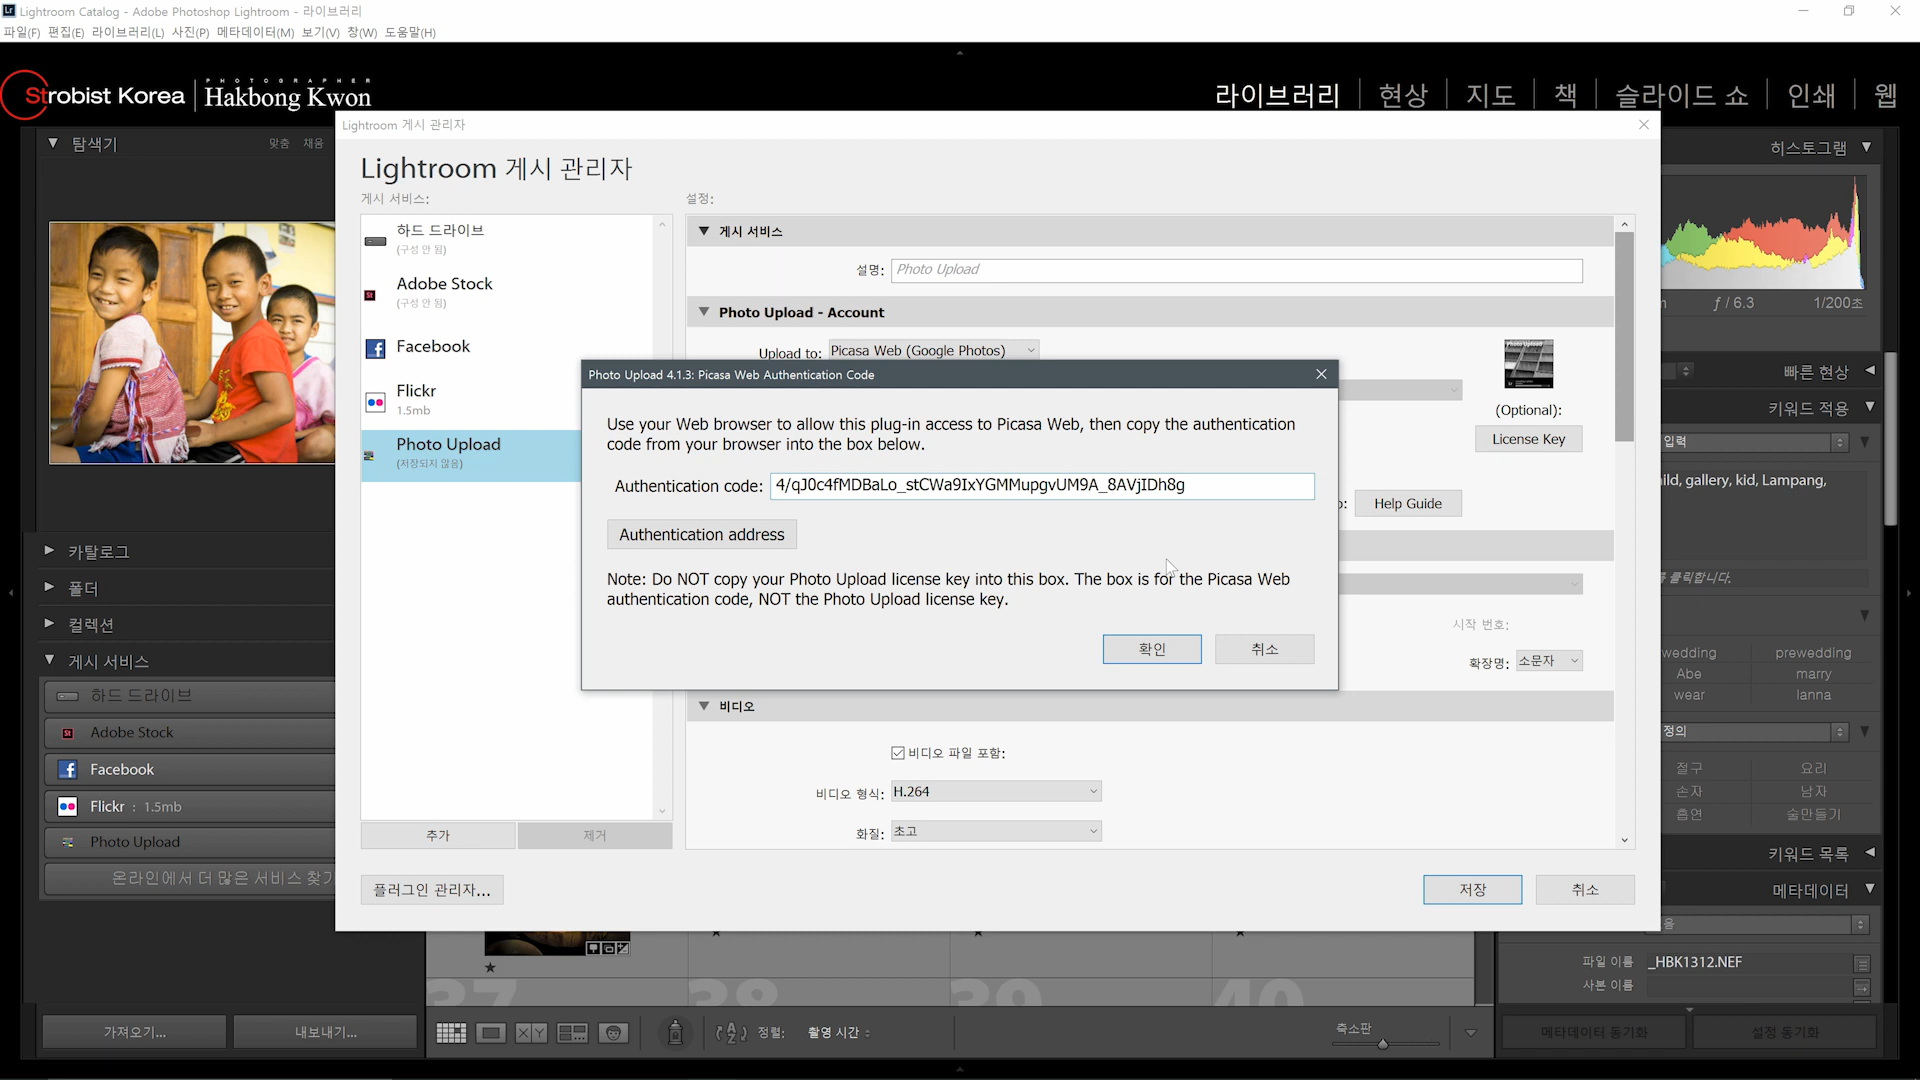 Lightroom Catalog - Adobe Photoshop Lightroom - 라이브러리
파일(F) 편집(E) 라이브러리(L) 사진(P) 메타데이터(M) 보기(V) 창(W) 도움말(H)
Strobist Korea
PHOTOGRAPHER
Hakbong Kwon
라이브러리 현상 지도 책 슬라이드 쇼 인쇄 웹
탐색기 맞춤 채움
카탈로그
폴더
컬렉션
게시 서비스
하드 드라이브
Adobe Stock
Facebook
Flickr : 1.5mb
Photo Upload
온라인에서 더 많은 서비스 찾기
가져오기...
내보내기...
Lightroom 게시 관리자
Lightroom 게시 관리자
게시 서비스:
하드 드라이브
(구성 안 됨)
Adobe Stock
(구성 안 됨)
Facebook
Flickr
1.5mb
Photo Upload
(저장되지 않음)
추가
제거
플러그인 관리자...
설정:
게시 서비스
설명: Photo Upload
Photo Upload - Account
Upload to: Picasa Web (Google Photos)
(Optional):
License Key
Help Guide
시작 번호:
확장명: 소문자
비디오
비디오 파일 포함:
비디오 형식: H.264
화질: 초고
저장
취소
Photo Upload 4.1.3: Picasa Web Authentication Code
Use your Web browser to allow this plug-in access to Picasa Web, then copy the authentication
code from your browser into the box below.
Authentication code: 4/qJ0c4fMDBaLo_stCWa9IxYGMMupgvUM9A_8AVjIDh8g
Authentication address
Note: Do NOT copy your Photo Upload license key into this box. The box is for the Picasa Web
authentication code, NOT the Photo Upload license key.
확인
취소
히스토그램
ƒ / 6.3 1/200초
빠른 현상
키워드 적용
입력
gallery, kid, Lampang,
클릭합니다.
wedding prewedding
Abe marry
wear lanna
정의
절구 요리
손자 남자
흡연 술만들기
키워드 목록
메타데이터
파일 이름 _HBK1312.NEF
사본 이름
메타데이터 동기화
설정 동기화
37 38 39 40
정렬: 촬영 시간
축소판